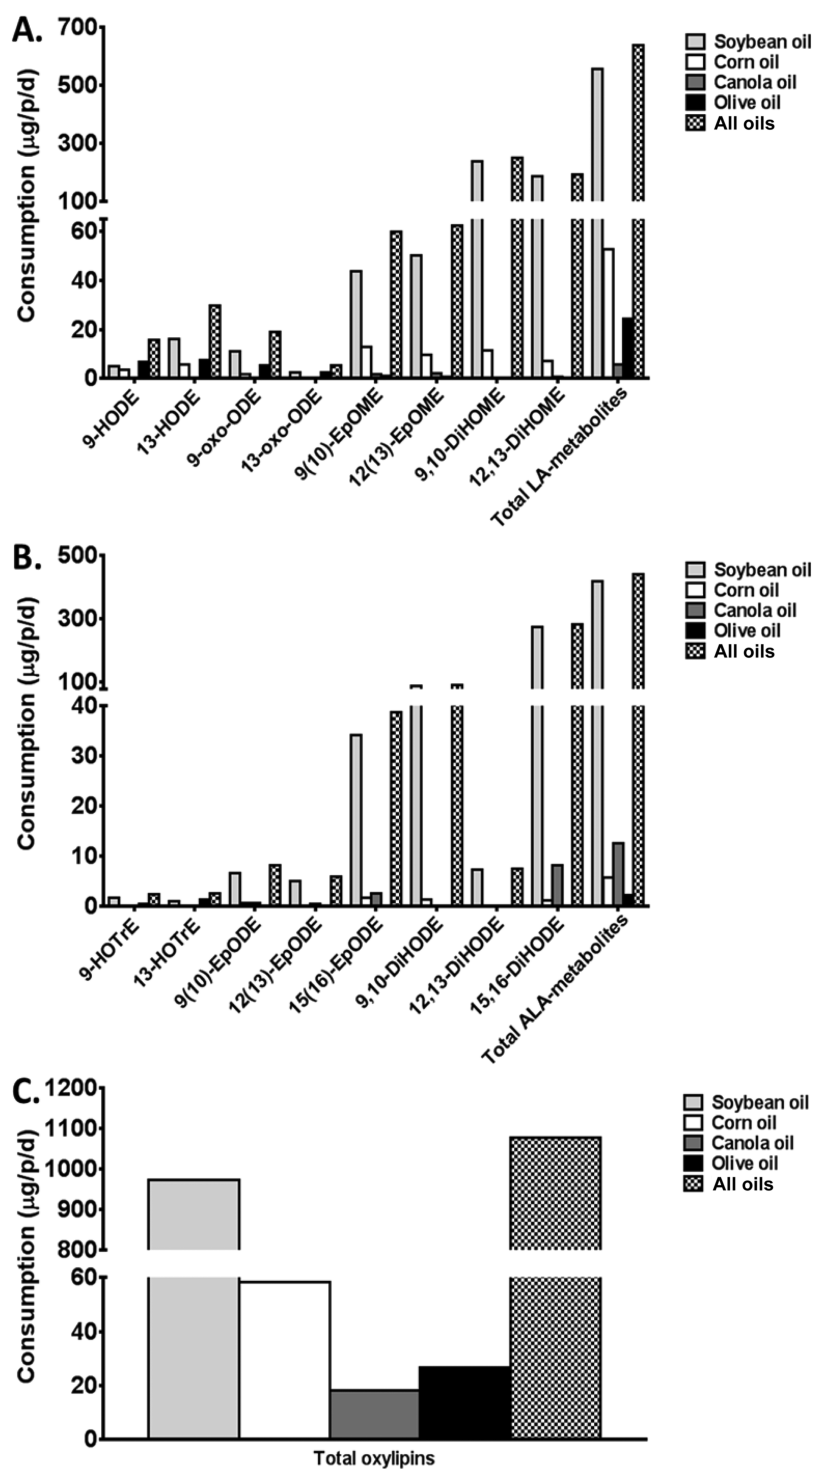 A.
Consumption (µg/p/d)
700
500
300
100
60
40
20
0
9-HODE
13-HODE
9-oxo-ODE
13-oxo-ODE
9(10)-EpOME
12(13)-EpOME
9,10-DiHOME
12,13-DiHOME
Total LA-metabolites
Soybean oil
Corn oil
Canola oil
Olive oil
All oils
B.
Consumption (µg/p/d)
500
300
100
40
30
20
10
0
9-HOTrE
13-HOTrE
9(10)-EpODE
12(13)-EpODE
15(16)-EpODE
9,10-DiHODE
12,13-DiHODE
15,16-DiHODE
Total ALA-metabolites
Soybean oil
Corn oil
Canola oil
Olive oil
All oils
C.
Consumption (µg/p/d)
1200
1100
1000
900
800
60
40
20
0
Total oxylipins
Soybean oil
Corn oil
Canola oil
Olive oil
All oils